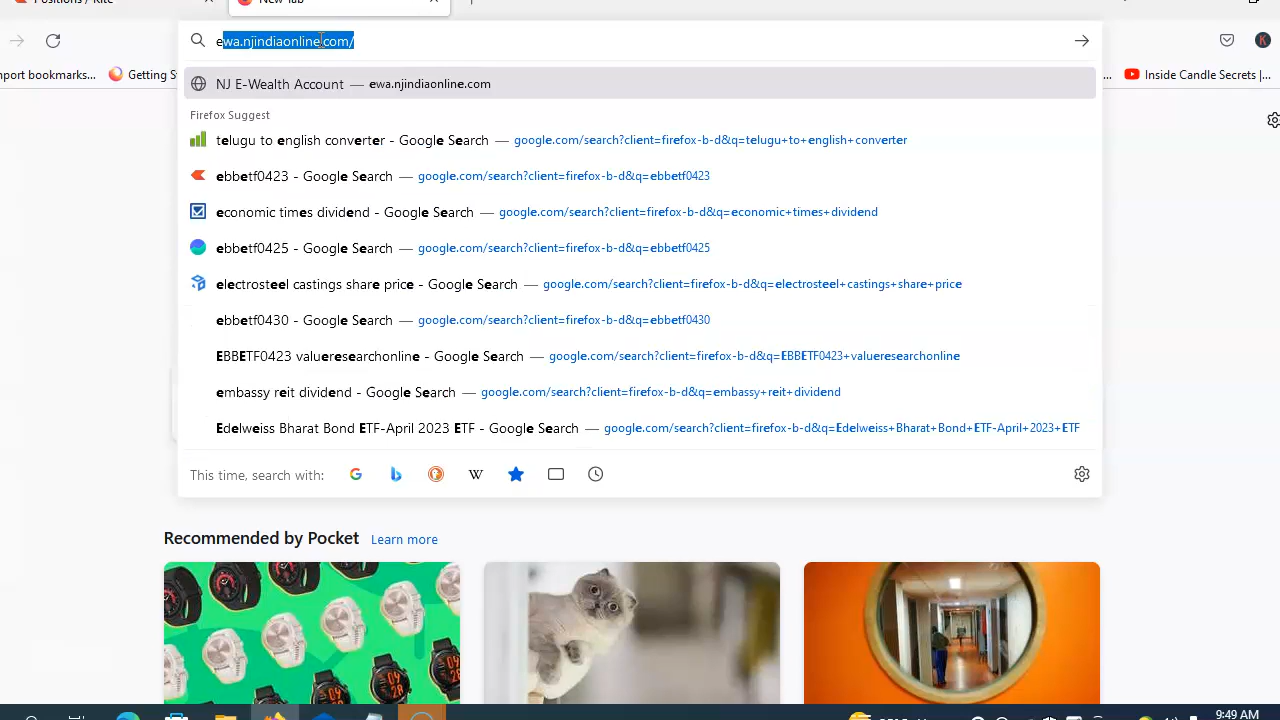 Positions / Kite
New Tab
ewa.njindiaonline.com/
mport bookmarks...
Getting S
...
Inside Candle Secrets |...
K
NJ E-Wealth Account — ewa.njindiaonline.com
Firefox Suggest
telugu to english converter - Google Search — google.com/search?client=firefox-b-d&q=telugu+to+english+converter
ebbetf0423 - Google Search — google.com/search?client=firefox-b-d&q=ebbetf0423
economic times dividend - Google Search — google.com/search?client=firefox-b-d&q=economic+times+dividend
ebbetf0425 - Google Search — google.com/search?client=firefox-b-d&q=ebbetf0425
electrosteel castings share price - Google Search — google.com/search?client=firefox-b-d&q=electrosteel+castings+share+price
ebbetf0430 - Google Search — google.com/search?client=firefox-b-d&q=ebbetf0430
EBBETF0423 valueresearchonline - Google Search — google.com/search?client=firefox-b-d&q=EBBETF0423+valueresearchonline
embassy reit dividend - Google Search — google.com/search?client=firefox-b-d&q=embassy+reit+dividend
Edelweiss Bharat Bond ETF-April 2023 ETF - Google Search — google.com/search?client=firefox-b-d&q=Edelweiss+Bharat+Bond+ETF-April+2023+ETF
This time, search with:
Recommended by Pocket Learn more
9:49 AM